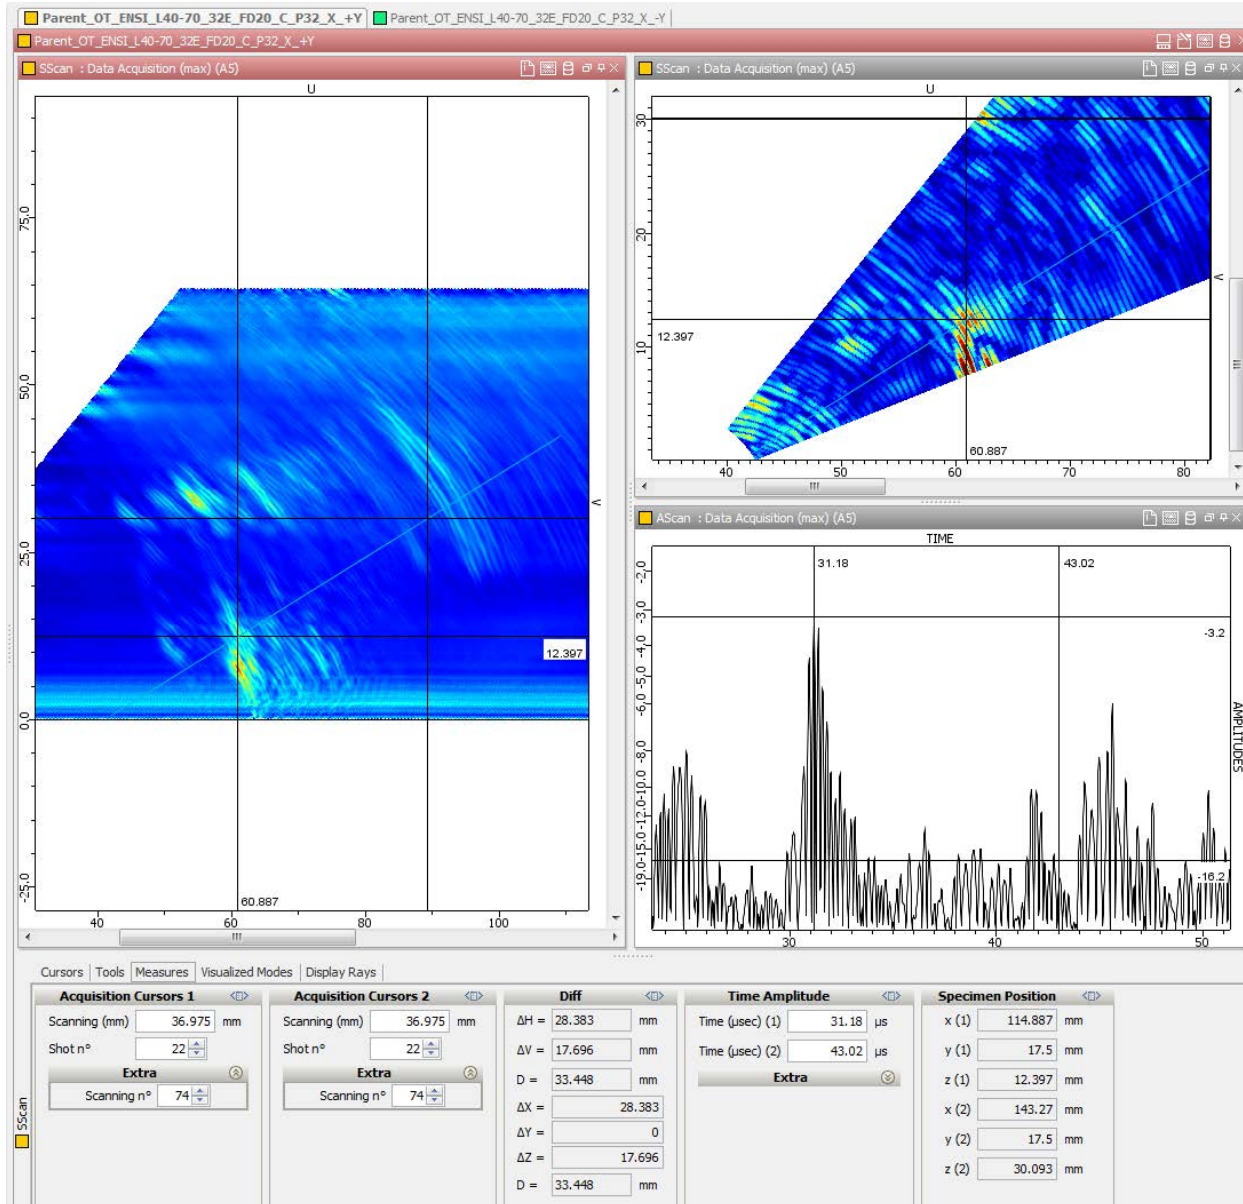 Parent_OT_ENSI_L40-70_32E_FD20_C_P32_X_+Y Parent_OT_ENSI_L40-70_32E_FD20_C_P32_X_-Y
Parent_OT_ENSI_L40-70_32E_FD20_C_P32_X_+Y
SScan : Data Acquisition (max) (A5)
U
75.0
50.0
25.0
0.0
-25.0
V
12.397
60.887
40 60 80 100
SScan : Data Acquisition (max) (A5)
U
30
20
10
V
12.397
60.887
40 50 60 70 80
AScan : Data Acquisition (max) (A5)
TIME
31.18 43.02
-2.0
-3.0
-4.0
-5.0
-6.0
-8.0
-10.0
-12.0
-15.0
-19.0
-3.2
-16.2
AMPLITUDES
30 40 50
Cursors Tools Measures Visualized Modes Display Rays
SScan
Acquisition Cursors 1
Scanning (mm) 36.975 mm
Shot n° 22
Extra
Scanning n° 74
Acquisition Cursors 2
Scanning (mm) 36.975 mm
Shot n° 22
Extra
Scanning n° 74
Diff
ΔH = 28.383 mm
ΔV = 17.696 mm
D = 33.448 mm
ΔX = 28.383
ΔY = 0
ΔZ = 17.696
D = 33.448 mm
Time Amplitude
Time (µsec) (1) 31.18 µs
Time (µsec) (2) 43.02 µs
Extra
Specimen Position
x (1) 114.887 mm
y (1) 17.5 mm
z (1) 12.397 mm
x (2) 143.27 mm
y (2) 17.5 mm
z (2) 30.093 mm